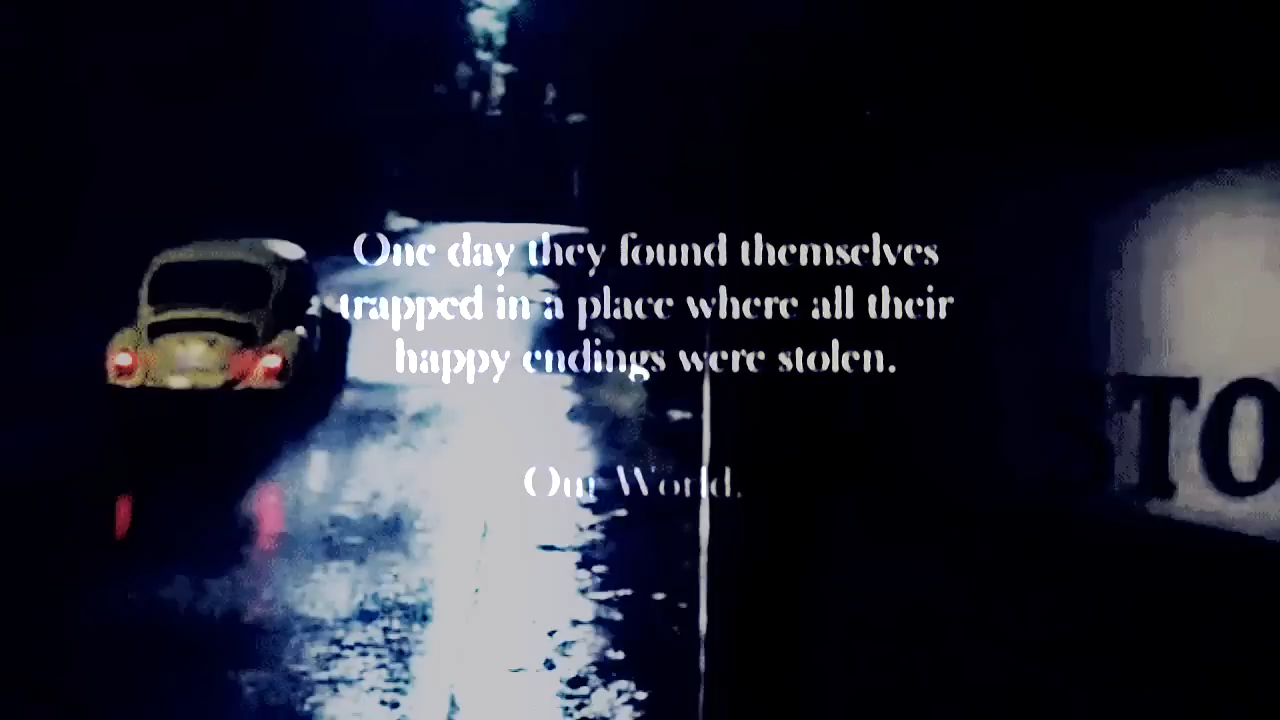 One day they found themselves
trapped in a place where all their
happy endings were stolen.
Our World.
TO